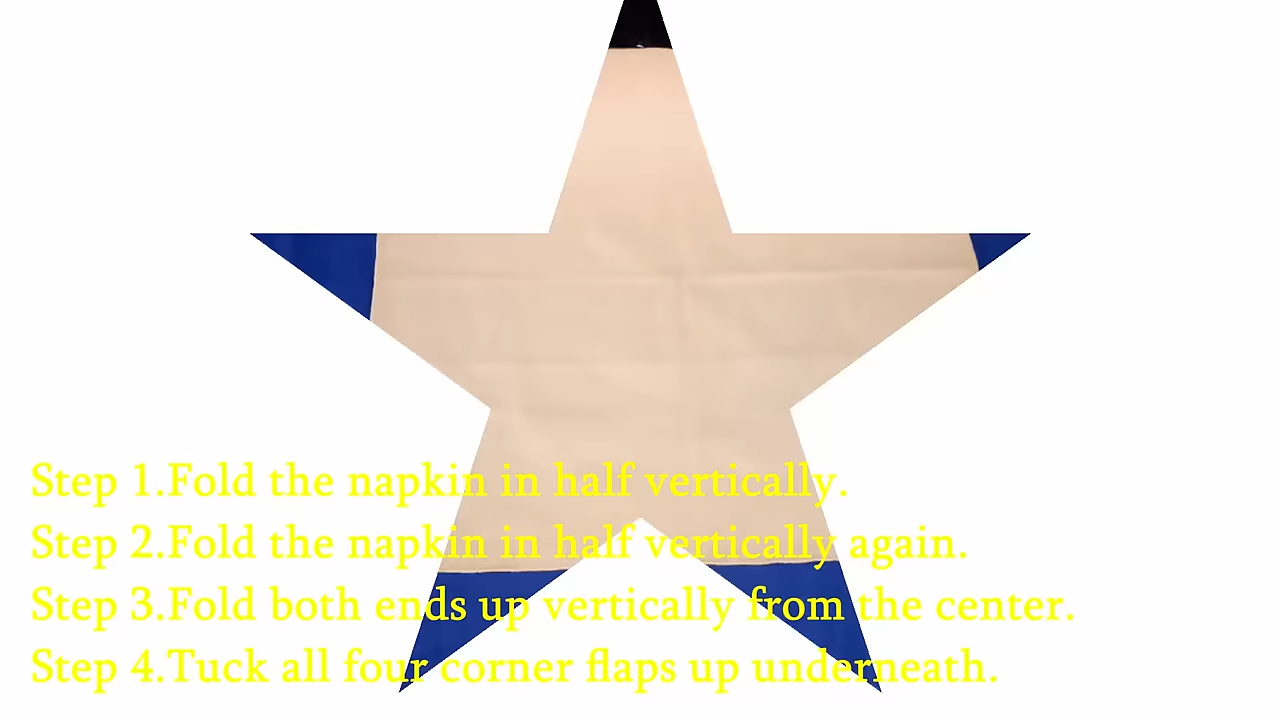 Step 1.Fold the napkin in half vertically.
Step 2.Fold the napkin in half vertically again.
Step 3.Fold both ends up vertically from the center.
Step 4.Tuck all four corner flaps up underneath.